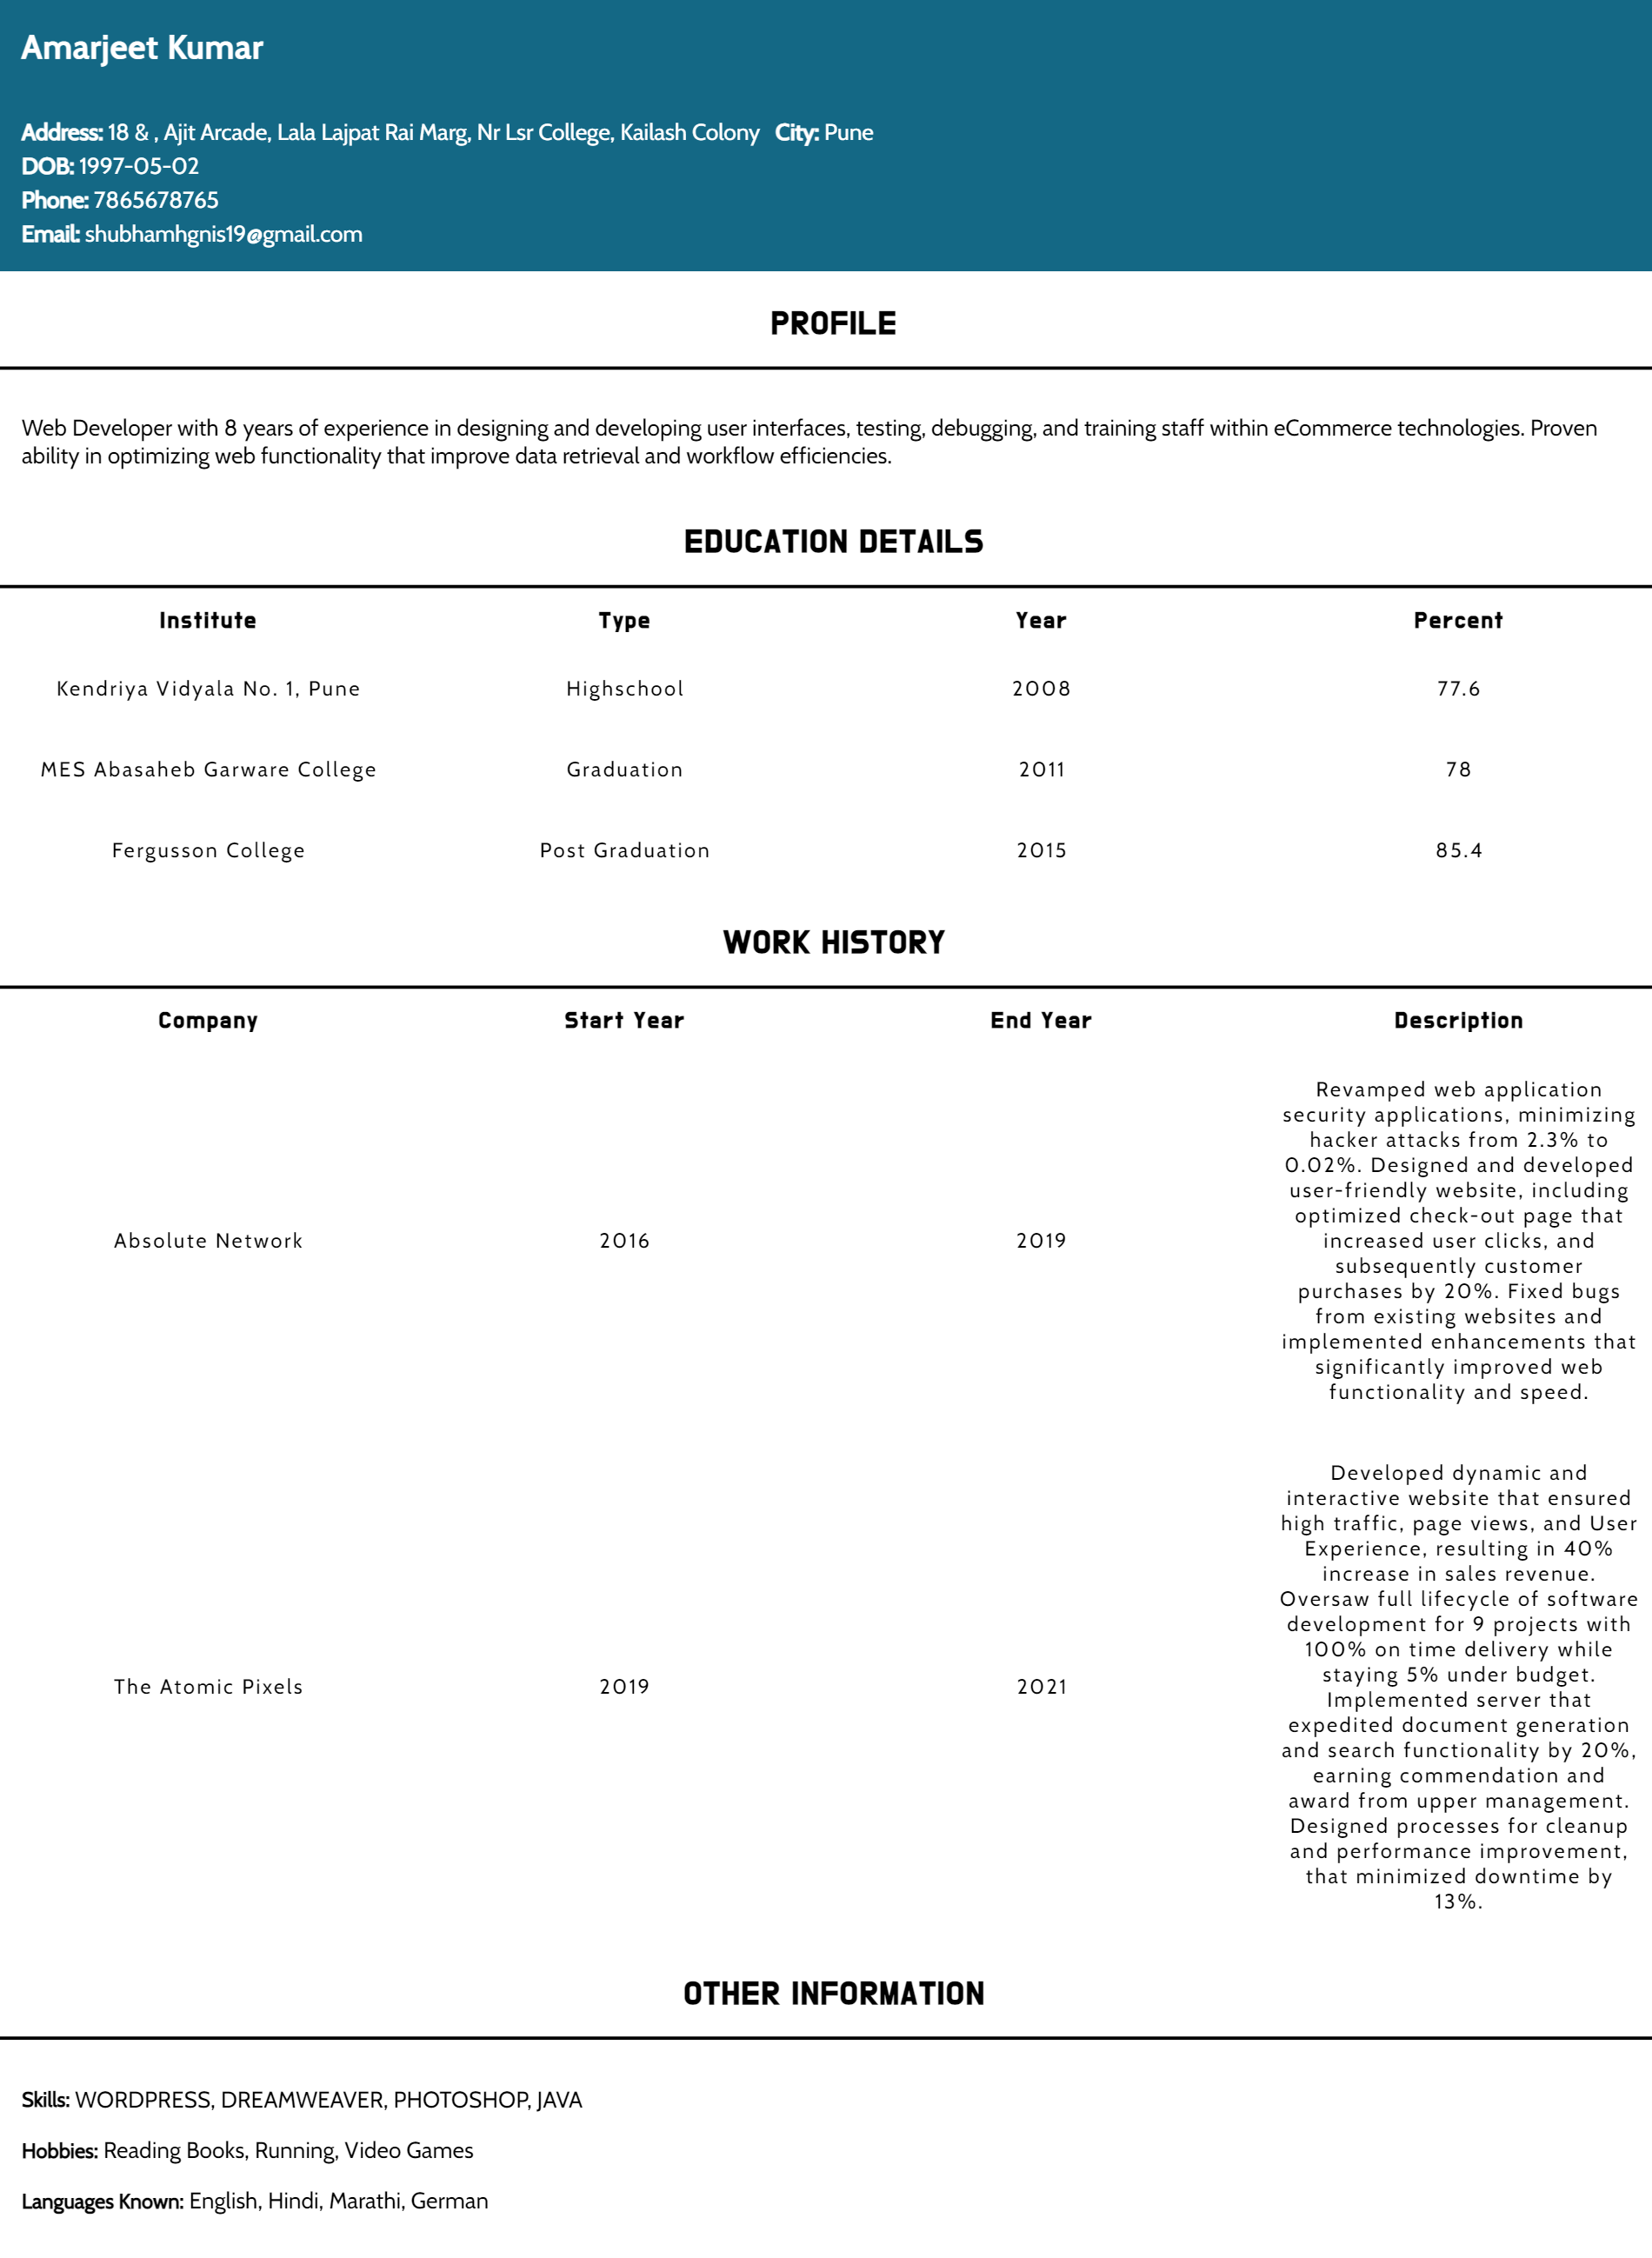 Amarjeet Kumar
Address: 18 & , Ajit Arcade, Lala Lajpat Rai Marg, Nr Lsr College, Kailash Colony City: Pune
DOB: 1997-05-02
Phone: 7865678765
Email: shubhamhgnis19@gmail.com
PROFILE
Web Developer with 8 years of experience in designing and developing user interfaces, testing, debugging, and training staff within eCommerce technologies. Proven
ability in optimizing web functionality that improve data retrieval and workflow efficiencies.
EDUCATION DETAILS
Institute Type Year Percent
Kendriya Vidyala No. 1, Pune Highschool 2008 77.6
MES Abasaheb Garware College Graduation 2011 78
Fergusson College Post Graduation 2015 85.4
WORK HISTORY
Company Start Year End Year Description
Absolute Network 2016 2019
Revamped web application
security applications, minimizing
hacker attacks from 2.3% to
0.02%. Designed and developed
user-friendly website, including
optimized check-out page that
increased user clicks, and
subsequently customer
purchases by 20%. Fixed bugs
from existing websites and
implemented enhancements that
significantly improved web
functionality and speed.
The Atomic Pixels 2019 2021
Developed dynamic and
interactive website that ensured
high traffic, page views, and User
Experience, resulting in 40%
increase in sales revenue.
Oversaw full lifecycle of software
development for 9 projects with
100% on time delivery while
staying 5% under budget.
Implemented server that
expedited document generation
and search functionality by 20%,
earning commendation and
award from upper management.
Designed processes for cleanup
and performance improvement,
that minimized downtime by
13%.
OTHER INFORMATION
Skills: WORDPRESS, DREAMWEAVER, PHOTOSHOP, JAVA
Hobbies: Reading Books, Running, Video Games
Languages Known: English, Hindi, Marathi, German